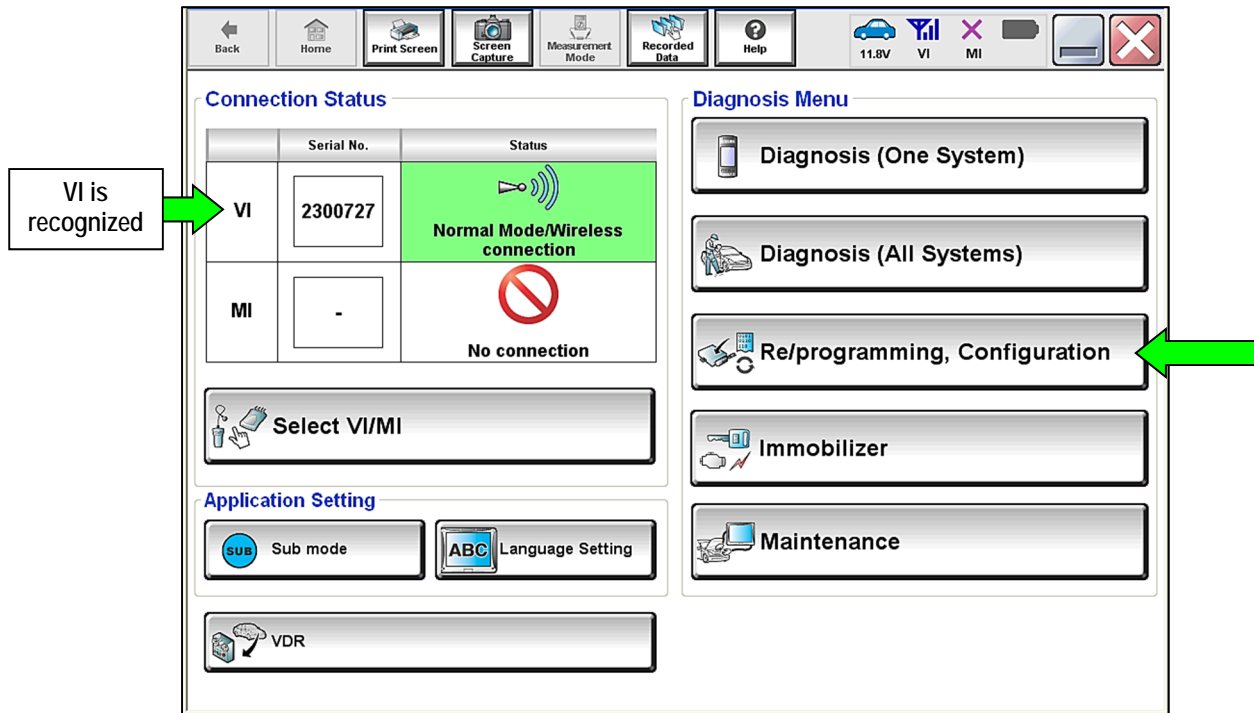 Back
Home
Print Screen
Screen
Capture
Measurement
Mode
Recorded
Data
Help
11.8V
VI
MI
Connection Status
Serial No.
Status
VI
2300727
Normal Mode/Wireless
connection
MI
-
No connection
Select VI/MI
Application Setting
SUB
Sub mode
ABC
Language Setting
VDR
Diagnosis Menu
Diagnosis (One System)
Diagnosis (All Systems)
Re/programming, Configuration
Immobilizer
Maintenance
VI is
recognized